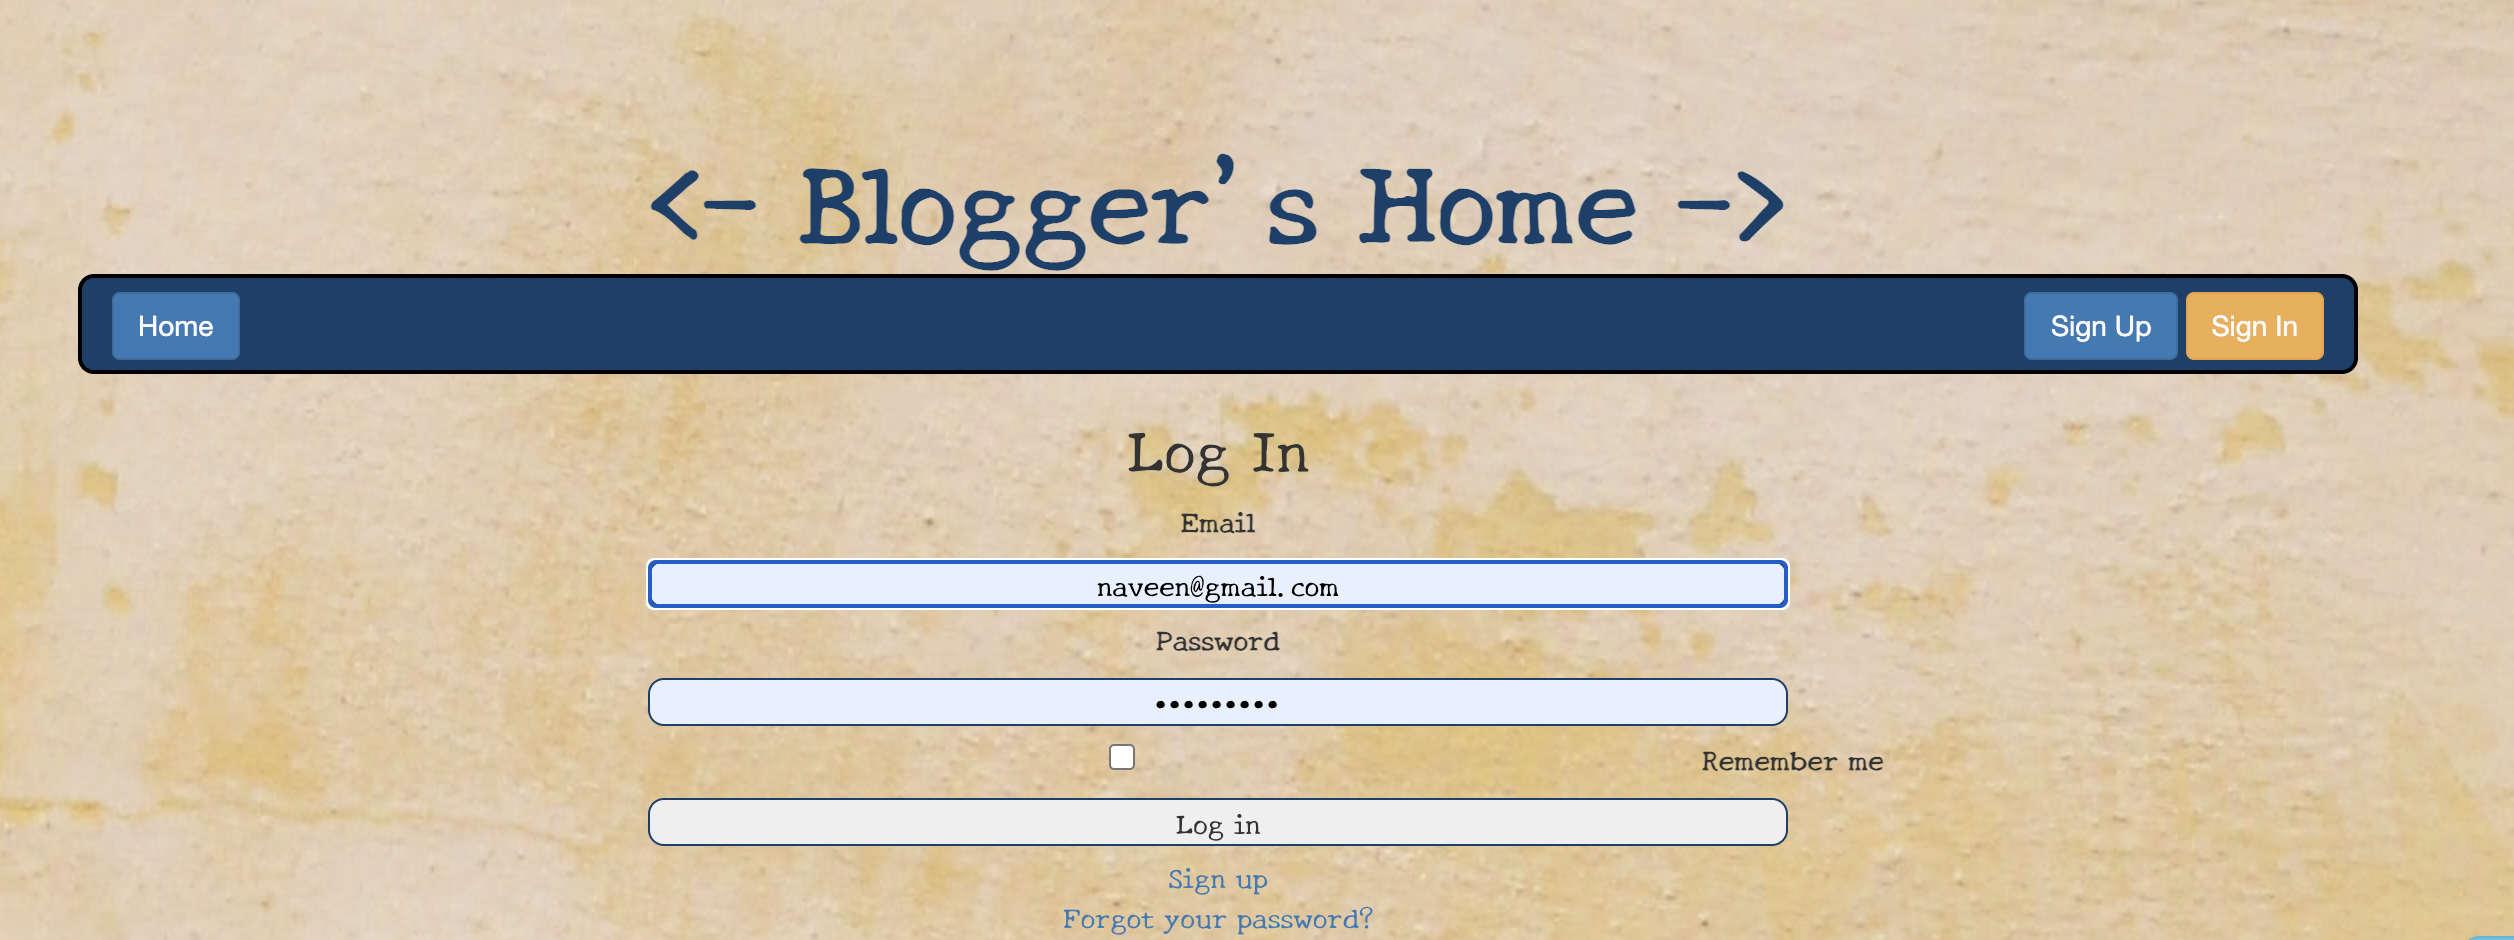 <- Blogger's Home ->
Home Sign Up Sign In
Log In
Email
naveen@gmail.com
Password
•••••••••
Remember me
Log in
Sign up
Forgot your password?